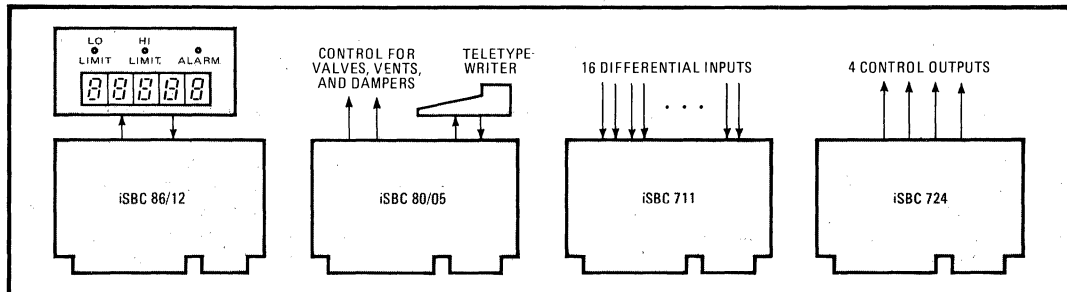 LO HI
LIMIT LIMIT. ALARM.
88888
CONTROL FOR
VALVES, VENTS,
AND DAMPERS
TELETYPE-
WRITER
16 DIFFERENTIAL INPUTS
. . .
4 CONTROL OUTPUTS
iSBC 86/12
iSBC 80/05
iSBC 711
iSBC 724